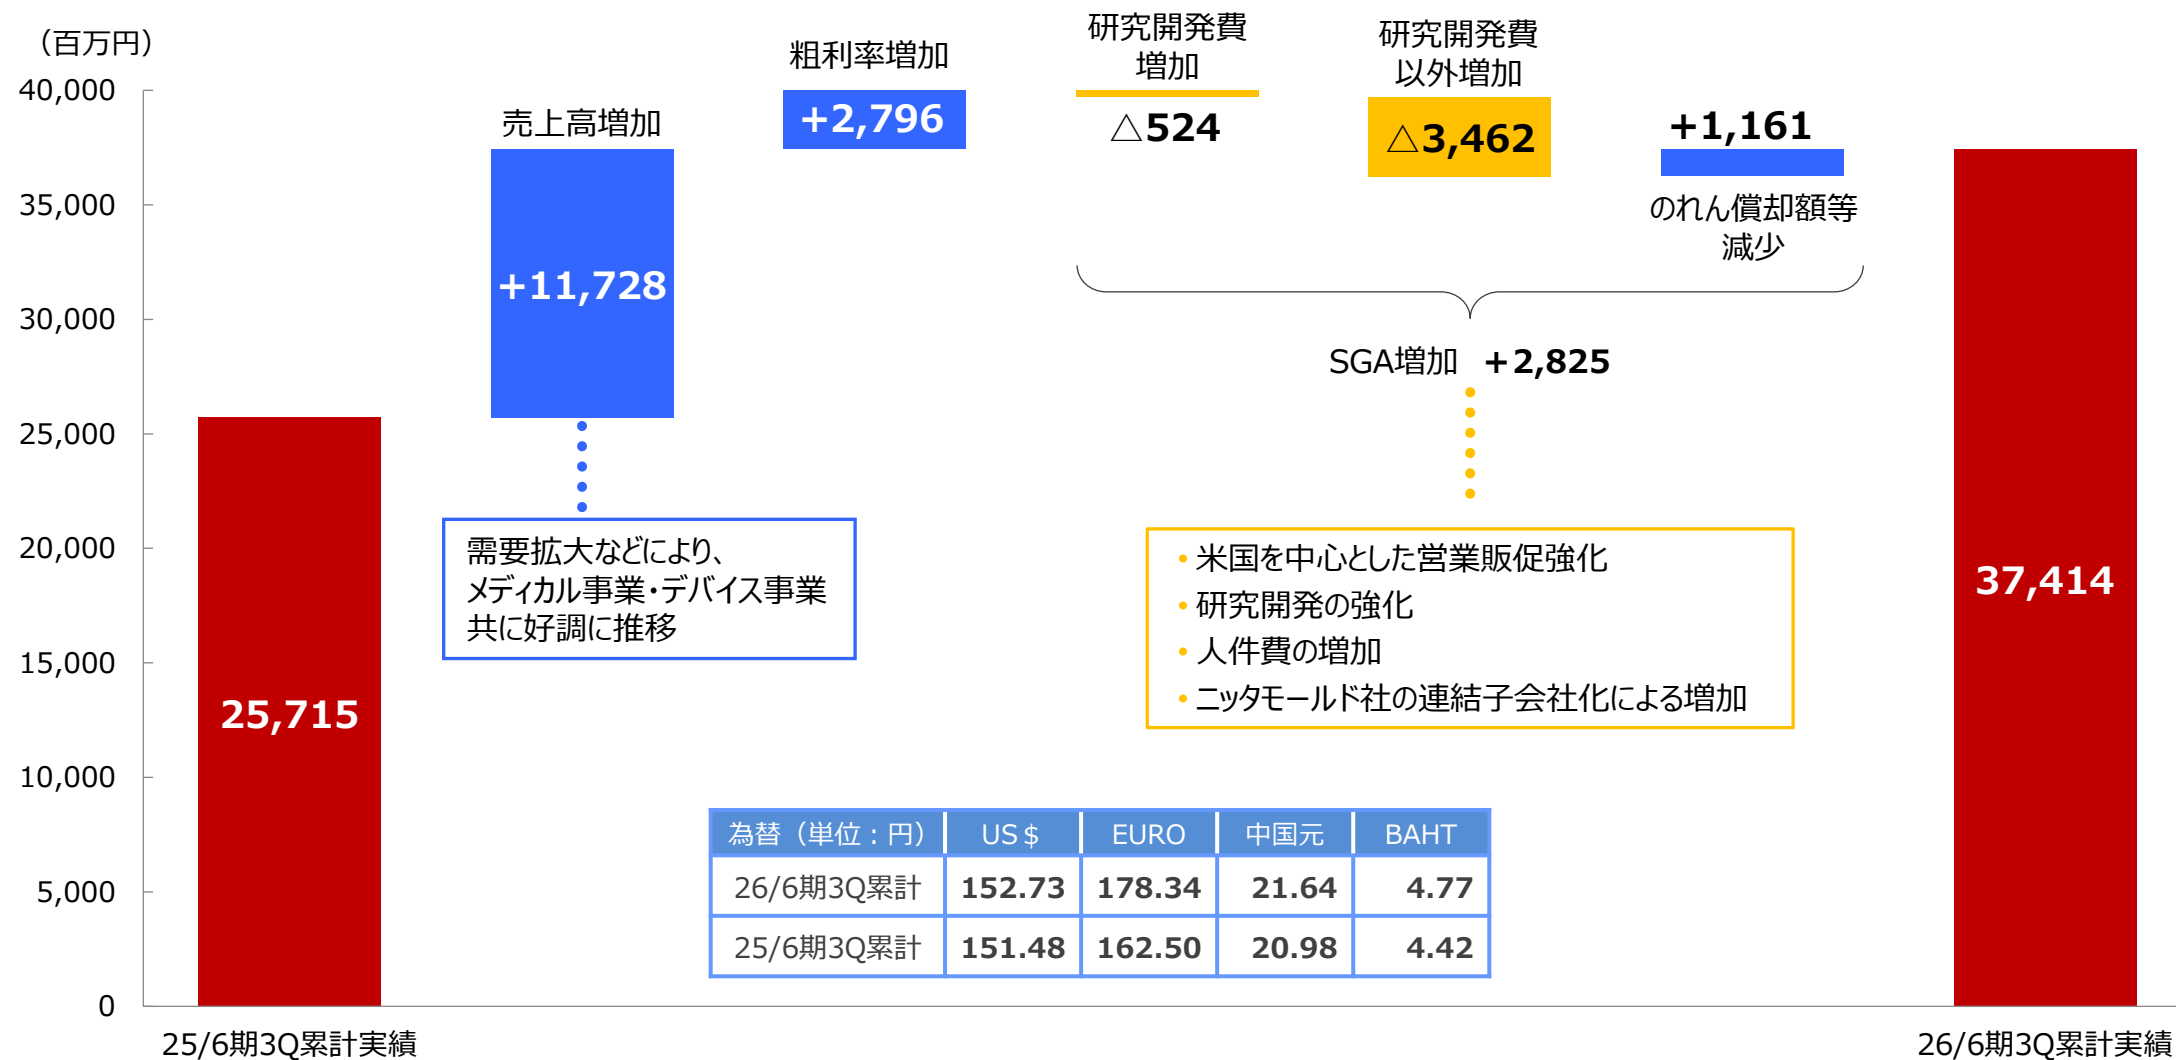 （百万円）
40,000
35,000
30,000
25,000
20,000
15,000
10,000
5,000
0
25,715
25/6期3Q累計実績
売上高増加
+11,728
需要拡大などにより、
メディカル事業・デバイス事業
共に好調に推移
粗利率増加
+2,796
研究開発費
増加
△524
研究開発費
以外増加
△3,462
+1,161
のれん償却額等
減少
SGA増加 ＋2,825
・米国を中心とした営業販促強化
・研究開発の強化
・人件費の増加
・ニッタモールド社の連結子会社化による増加
為替（単位：円） US＄ EURO 中国元 BAHT
26/6期3Q累計 152.73 178.34 21.64 4.77
25/6期3Q累計 151.48 162.50 20.98 4.42
37,414
26/6期3Q累計実績